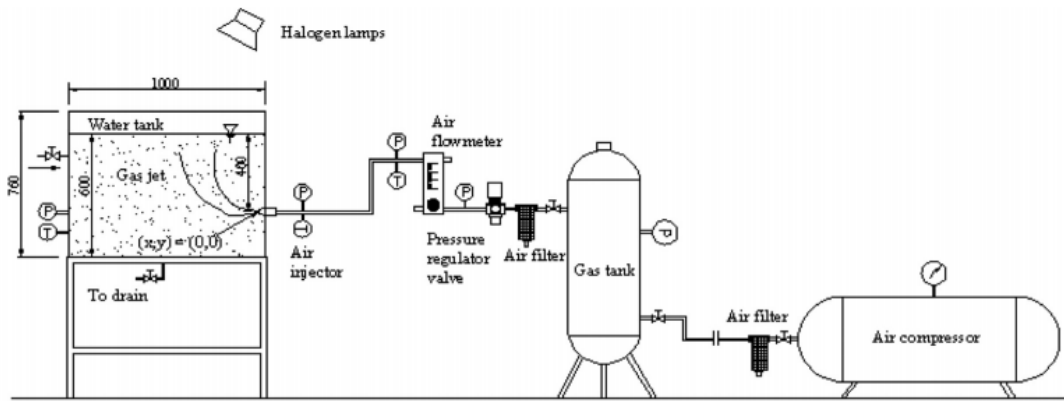 Halogen lamps
1000
Water tank
760
600
400
Gas jet
(x;y) = (0,0)
P
T
To drain
P
T
Air
injector
P
T
Air
flowmeter
P
Pressure
regulator
valve
Air filter
Gas tank
P
Air filter
Air compressor